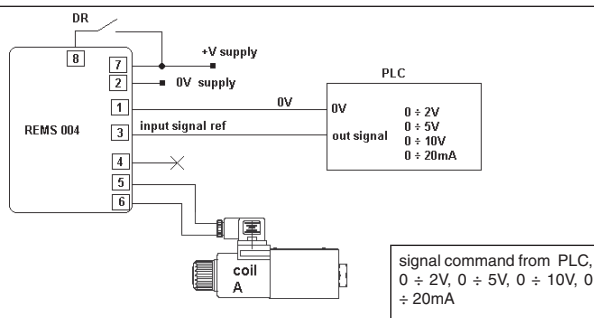 DR
8
+V supply
7
2
0V supply
PLC
1
0V
0V
0 ÷ 2V
0 ÷ 5V
0 ÷ 10V
0 ÷ 20mA
REMS 004
3
input signal ref
out signal
4
5
6
coil
A
signal command from PLC,
0 ÷ 2V, 0 ÷ 5V, 0 ÷ 10V, 0
÷ 20mA